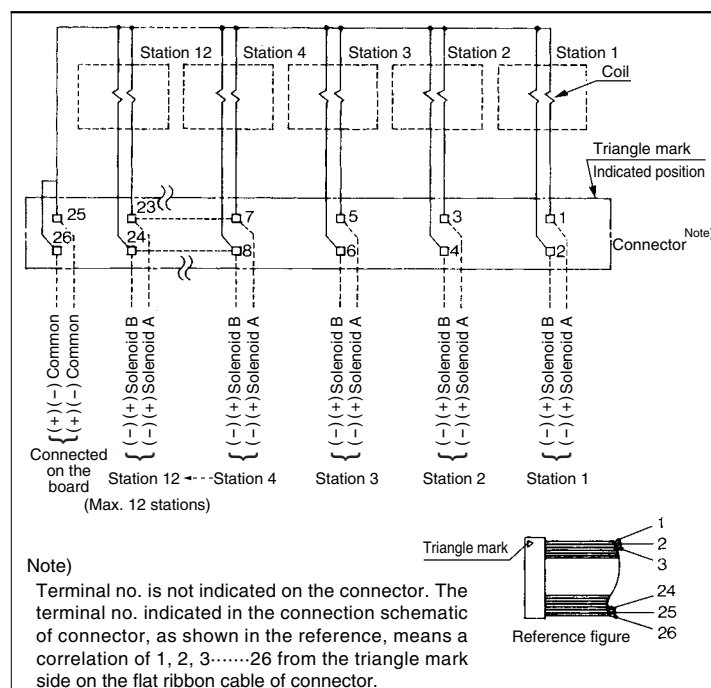 Station 12 Station 4 Station 3 Station 2 Station 1
Coil
Triangle mark
Indicated position
25 23 7 5 3 1
26 24 8 6 4 2
Connector Note)
(+)(−) Common
(+)(−) Common
(−)(+) Solenoid B
(−)(+) Solenoid A
(−)(+) Solenoid B
(−)(+) Solenoid A
(−)(+) Solenoid B
(−)(+) Solenoid A
(−)(+) Solenoid B
(−)(+) Solenoid A
(−)(+) Solenoid B
(−)(+) Solenoid A
Connected
on the
board
Station 12 Station 4 Station 3 Station 2 Station 1
(Max. 12 stations)
Triangle mark
1
2
3
24
25
26
Reference figure
Note)
Terminal no. is not indicated on the connector. The
terminal no. indicated in the connection schematic
of connector, as shown in the reference, means a
correlation of 1, 2, 3·······26 from the triangle mark
side on the flat ribbon cable of connector.